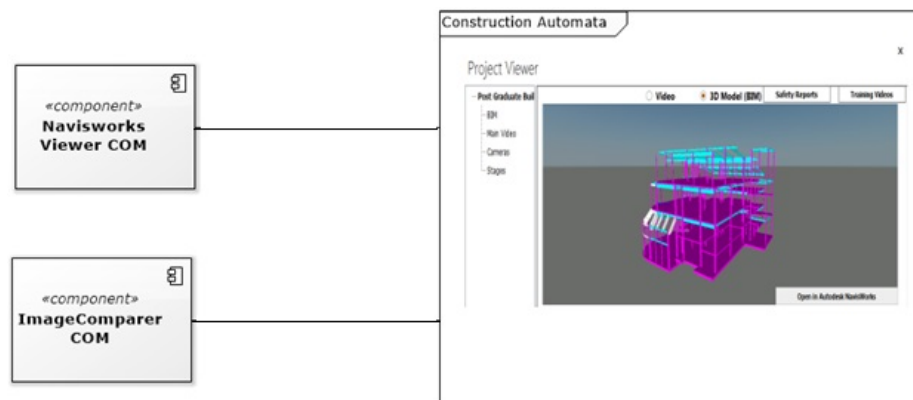 Construction Automata
x
«component»
Navisworks
Viewer COM
Project Viewer
Post Graduate Buil
Video
3D Model (BIM)
Safety Reports
Training Videos
BIM
Main Video
Cameras
Stages
«component»
ImageComparer
COM
Open in Autodesk NavisWorks